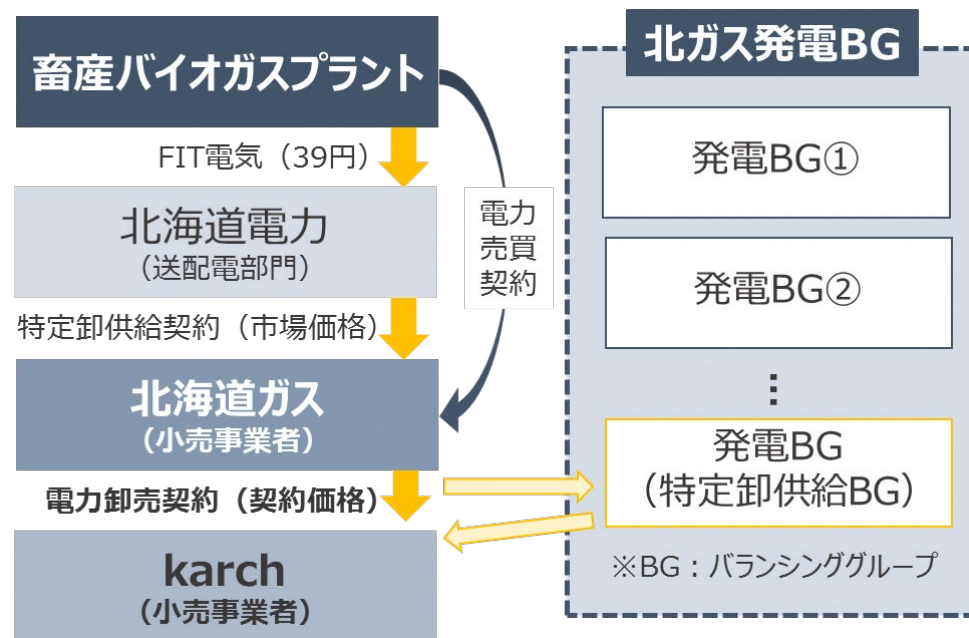 畜産バイオガスプラント
FIT電気（39円）
北海道電力
（送配電部門）
特定卸供給契約（市場価格）
北海道ガス
（小売事業者）
電力卸売契約（契約価格）
karch
（小売事業者）
電力
売買
契約
北ガス発電BG
発電BG①
発電BG②
⋮
発電BG
（特定卸供給BG）
※BG：バランシンググループ